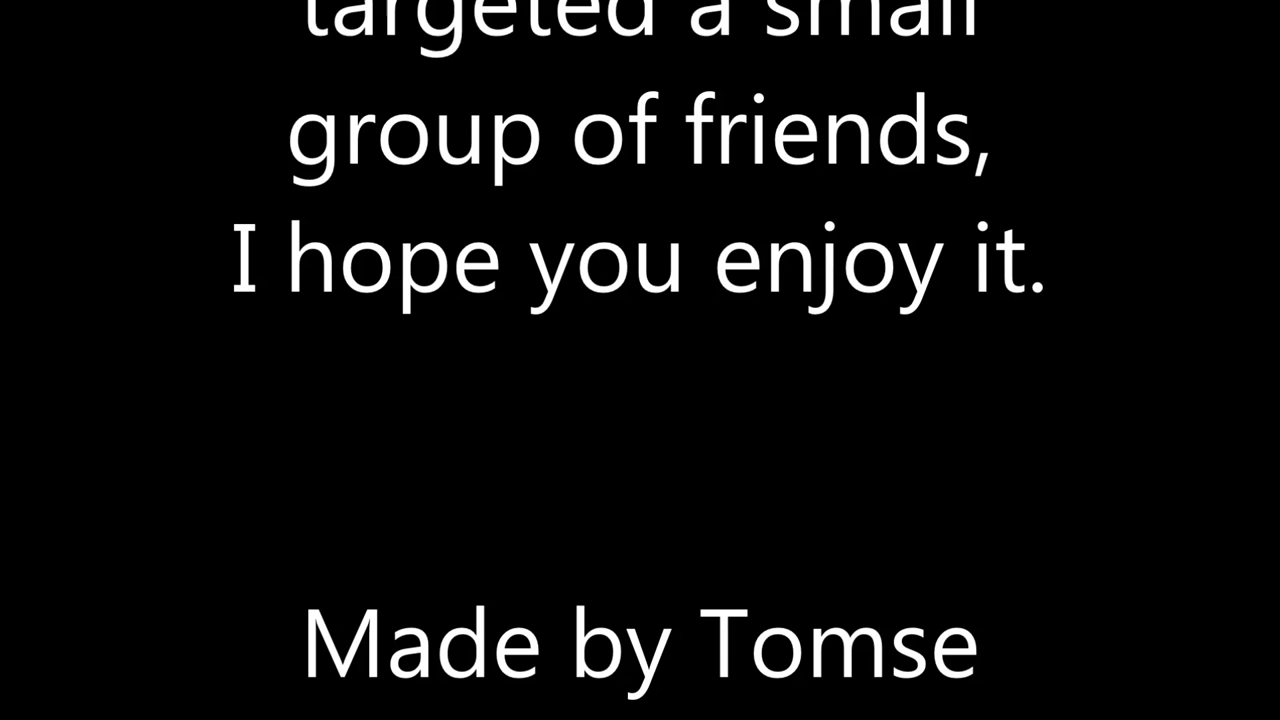 targeted a small
group of friends,
I hope you enjoy it.
Made by Tomse